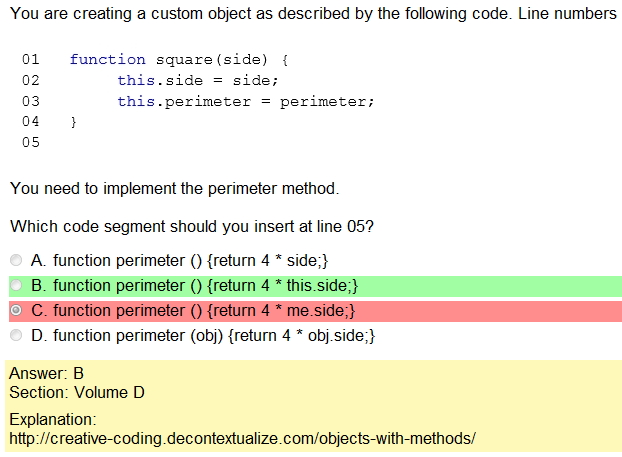 You are creating a custom object as described by the following code. Line numbers
01 function square(side) {
02 this.side = side;
03 this.perimeter = perimeter;
04 }
05
You need to implement the perimeter method.
Which code segment should you insert at line 05?
A. function perimeter () {return 4 * side;}
B. function perimeter () {return 4 * this.side;}
C. function perimeter () {return 4 * me.side;}
D. function perimeter (obj) {return 4 * obj.side;}
Answer: B
Section: Volume D
Explanation:
http://creative-coding.decontextualize.com/objects-with-methods/